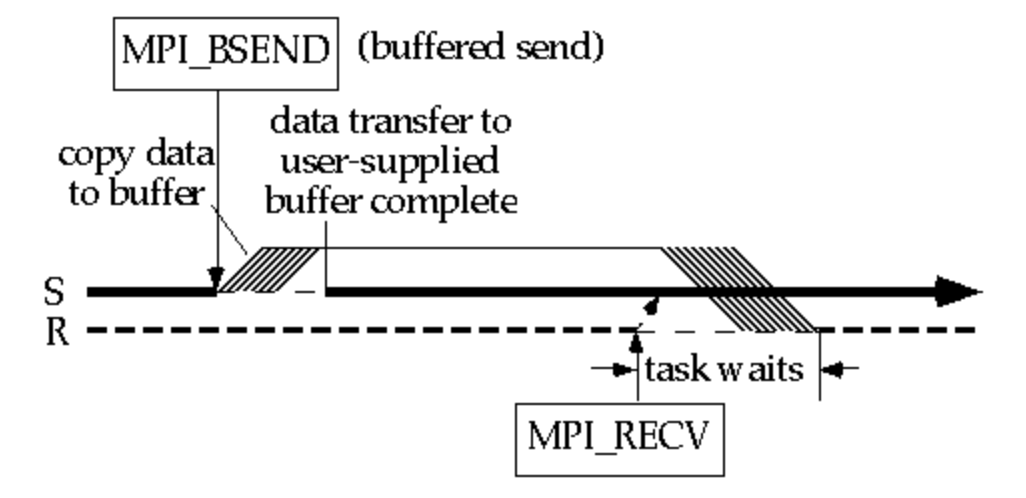 MPI_BSEND (buffered send)
data transfer to
user-supplied
buffer complete
copy data
to buffer
S
R
task waits
MPI_RECV